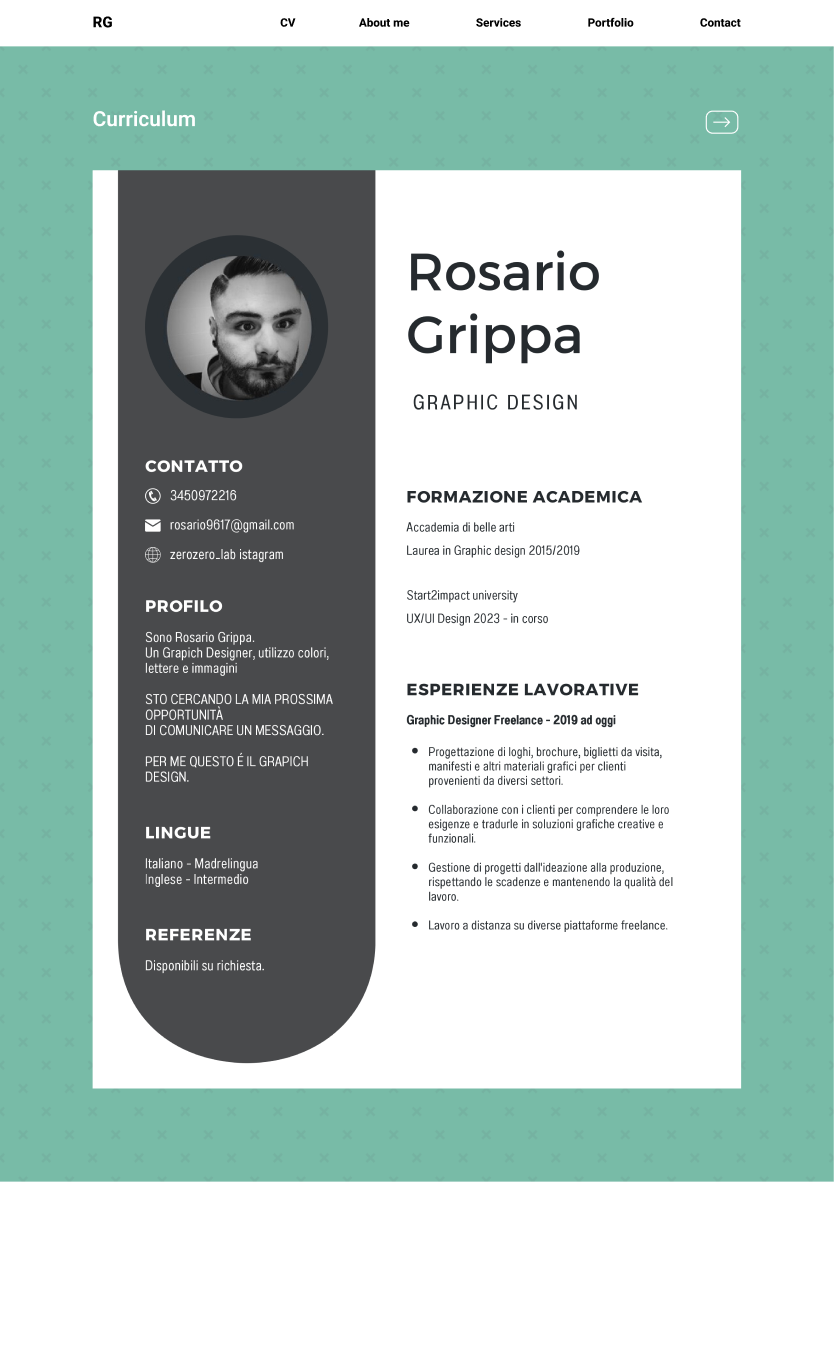 RG
CV
About me
Services
Portfolio
Contact
Curriculum
Rosario
Grippa
GRAPHIC DESIGN
CONTATTO
3450972216
rosario9617@gmail.com
zerozero_lab istagram
PROFILO
Sono Rosario Grippa.
Un Grapich Designer, utilizzo colori,
lettere e immagini
STO CERCANDO LA MIA PROSSIMA
OPPORTUNITÀ
DI COMUNICARE UN MESSAGGIO.
PER ME QUESTO É IL GRAPICH
DESIGN.
LINGUE
Italiano - Madrelingua
Inglese - Intermedio
REFERENZE
Disponibili su richiesta.
FORMAZIONE ACADEMICA
Accademia di belle arti
Laurea in Graphic design 2015/2019
Start2impact university
UX/UI Design 2023 - in corso
ESPERIENZE LAVORATIVE
Graphic Designer Freelance - 2019 ad oggi
Progettazione di loghi, brochure, biglietti da visita,
manifesti e altri materiali grafici per clienti
provenienti da diversi settori.
Collaborazione con i clienti per comprendere le loro
esigenze e tradurle in soluzioni grafiche creative e
funzionali.
Gestione di progetti dall'ideazione alla produzione,
rispettando le scadenze e mantenendo la qualità del
lavoro.
Lavoro a distanza su diverse piattaforme freelance.